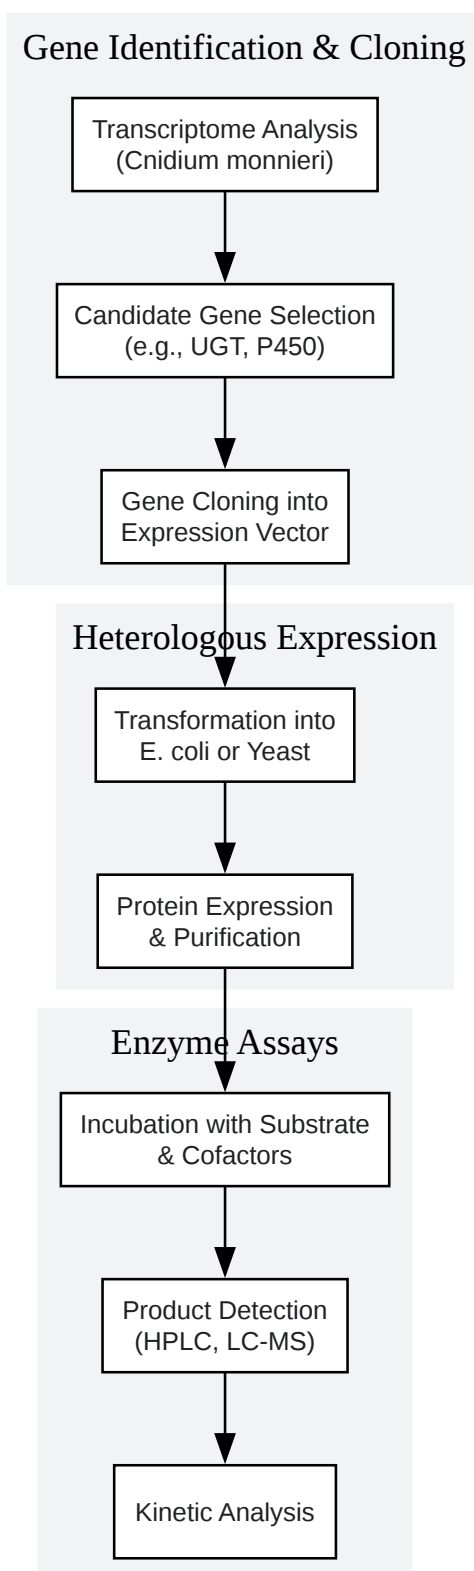 Gene Identification & Cloning
Transcriptome Analysis
(Cnidium monnieri)
Candidate Gene Selection
(e.g., UGT, P450)
Gene Cloning into
Expression Vector
Heterologous Expression
Transformation into
E. coli or Yeast
Protein Expression
& Purification
Enzyme Assays
Incubation with Substrate
& Cofactors
Product Detection
(HPLC, LC-MS)
Kinetic Analysis